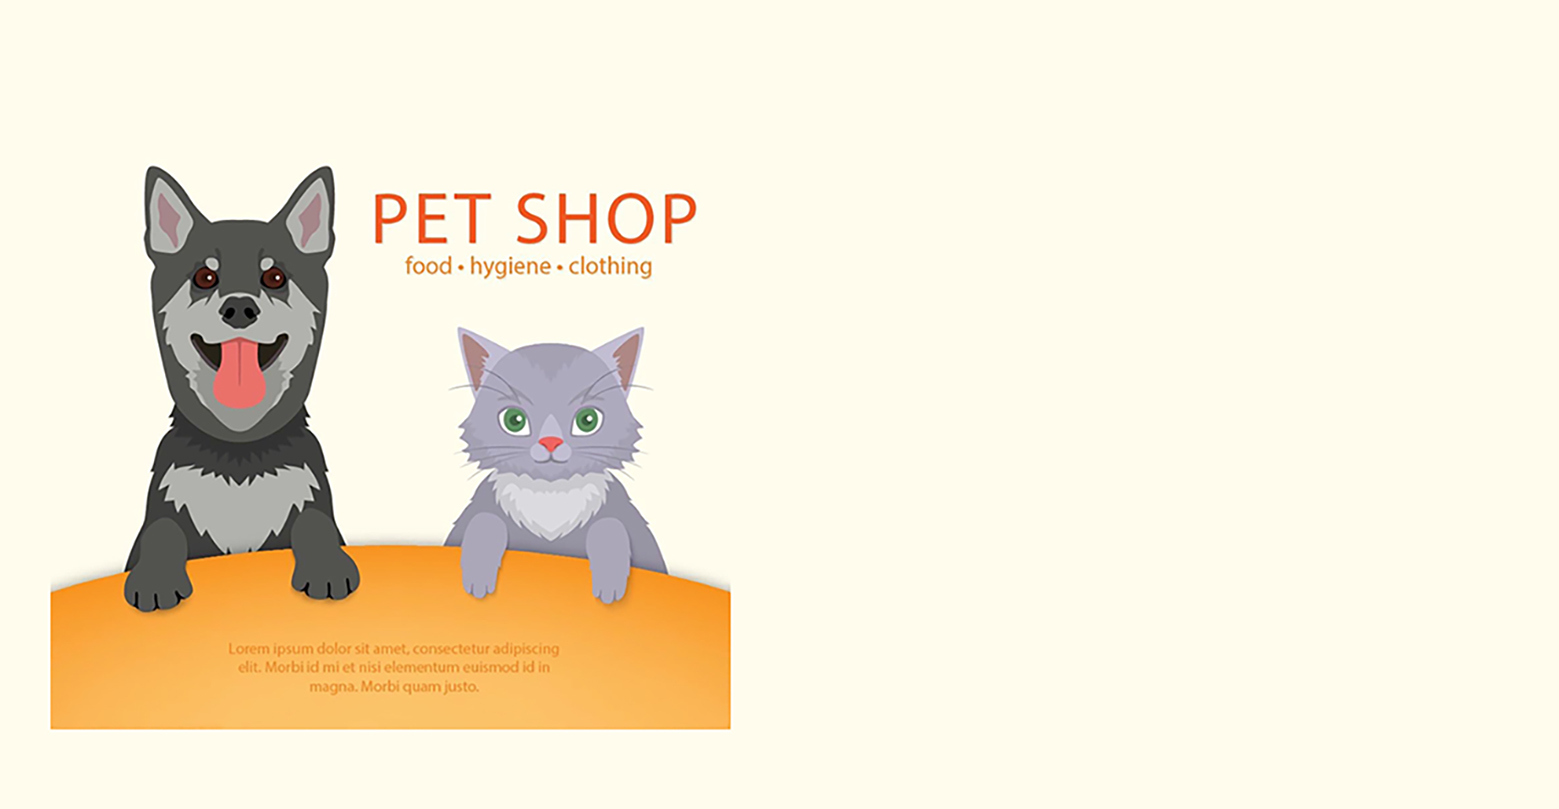 PET SHOP
food • hygiene • clothing
Lorem ipsum dolor sit amet, consectetur adipiscing
elit. Morbi id mi et nisi elementum euismod id in
magna. Morbi quam justo.